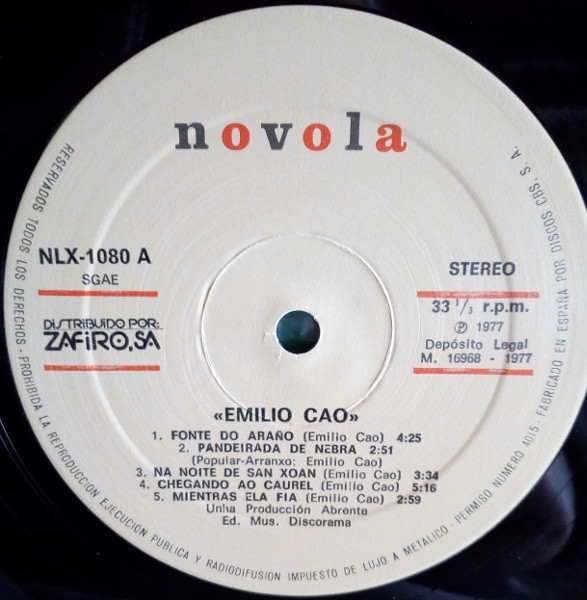 novola
NLX-1080 A
SGAE
DISTRIBUIDO POR:
ZAFIRO, SA
STEREO
33 1/3 r.p.m.
℗ 1977
Depósito Legal
M. 16968 - 1977
«EMILIO CAO»
1. FONTE DO ARAÑO (Emilio Cao) 4:25
2. PANDEIRADA DE NEBRA 2:51
(Popular-Arranxo: Emilio Cao)
3. NA NOITE DE SAN XOAN (Emilio Cao) 3:34
4. CHEGANDO AO CAUREL (Emilio Cao) 5:16
5. MIENTRAS ELA FIA (Emilio Cao) 2:59
Unha Producción Abrente
Ed. Mus. Discorama
RESERVADOS TODOS LOS DERECHOS - PROHIBIDA LA REPRODUCCION EJECUCION PUBLICA Y RADIODIFUSION IMPUESTO DE LUJO A METALICO - PERMISO NUMERO 4015 - FABRICADO EN ESPAÑA POR DISCOS CBS, S. A.